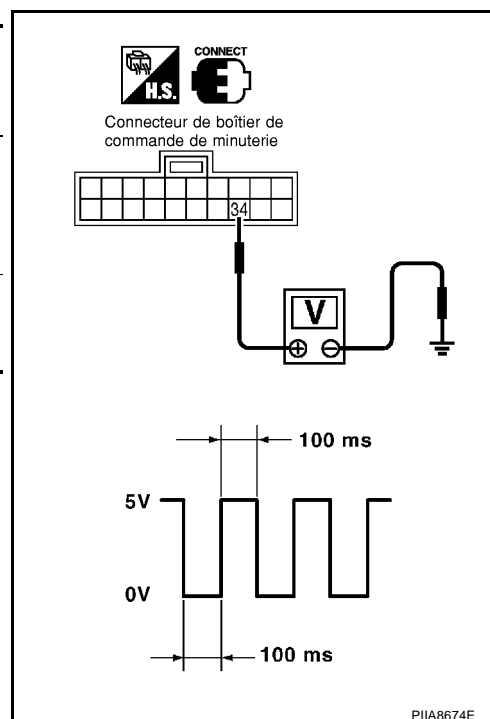 CONNECT
H.S.
Connecteur de boîtier de
commande de minuterie
34
V
100 ms
5V
0V
100 ms
PIIA8674E